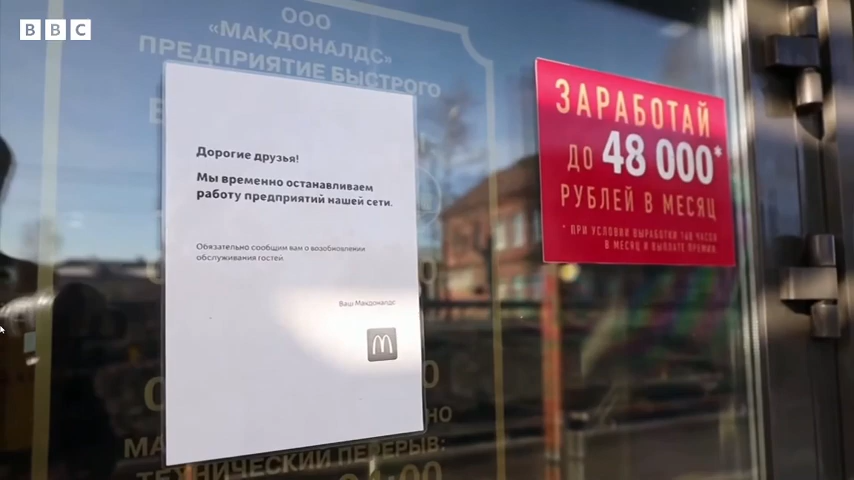 BBC
ООО
«МАКДОНАЛДС»
ПРЕДПРИЯТИЕ БЫСТРОГО
Дорогие друзья!
Мы временно останавливаем
работу предприятий нашей сети.
Обязательно сообщим вам о возобновлении
обслуживания гостей.
Ваш Макдоналдс
ЗАРАБОТАЙ
ДО 48 000*
РУБЛЕЙ В МЕСЯЦ
* ПРИ УСЛОВИИ ВЫРАБОТКИ 168 ЧАСОВ
В МЕСЯЦ И ВЫПЛАТЕ ПРЕМИИ.
ТЕХНИЧЕСКИЙ ПЕРЕРЫВ: